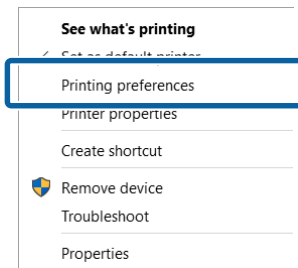 See what's printing
Set as default printer
Printing preferences
Printer properties
Create shortcut
Remove device
Troubleshoot
Properties